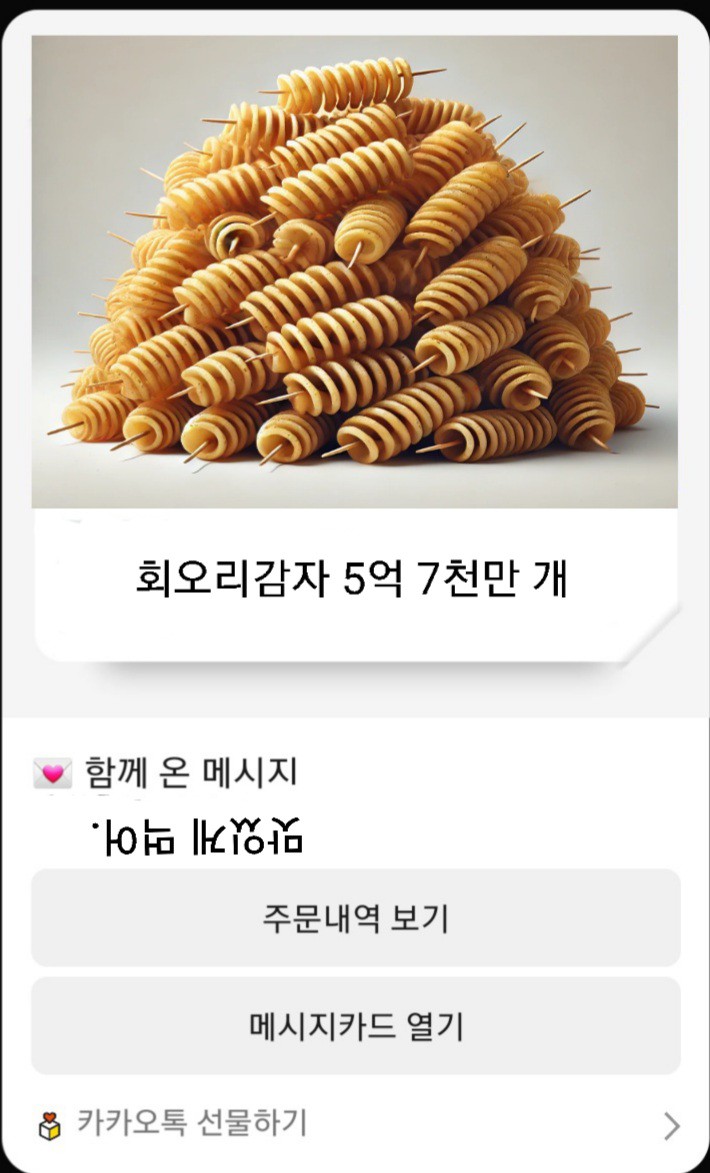 회오리감자 5억 7천만 개
함께 온 메시지
맛있게 먹어.
주문내역 보기
메시지카드 열기
카카오톡 선물하기